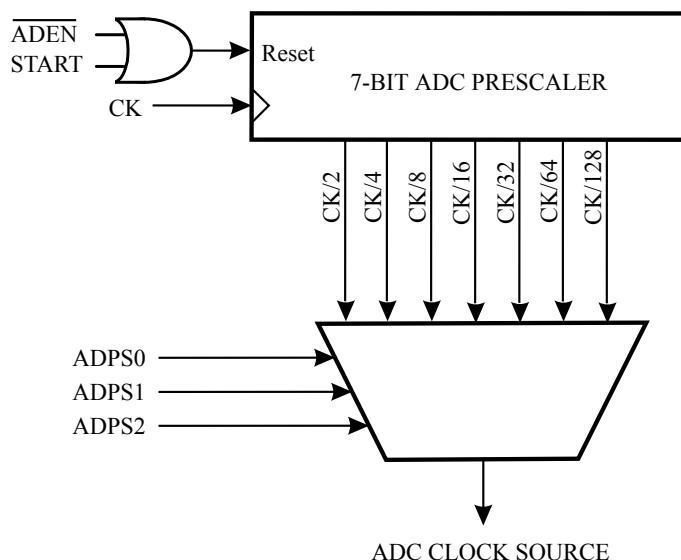 ADEN
START
Reset
7-BIT ADC PRESCALER
CK
CK/2
CK/4
CK/8
CK/16
CK/32
CK/64
CK/128
ADPS0
ADPS1
ADPS2
ADC CLOCK SOURCE